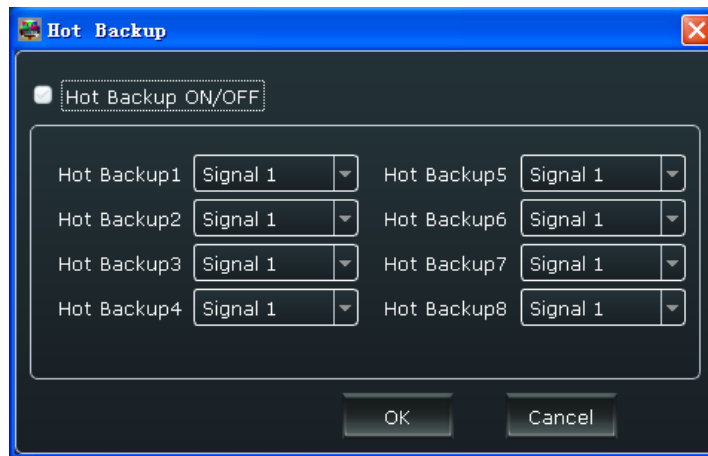 Hot Backup
Hot Backup ON/OFF
Hot Backup1 Signal 1 Hot Backup5 Signal 1
Hot Backup2 Signal 1 Hot Backup6 Signal 1
Hot Backup3 Signal 1 Hot Backup7 Signal 1
Hot Backup4 Signal 1 Hot Backup8 Signal 1
OK Cancel